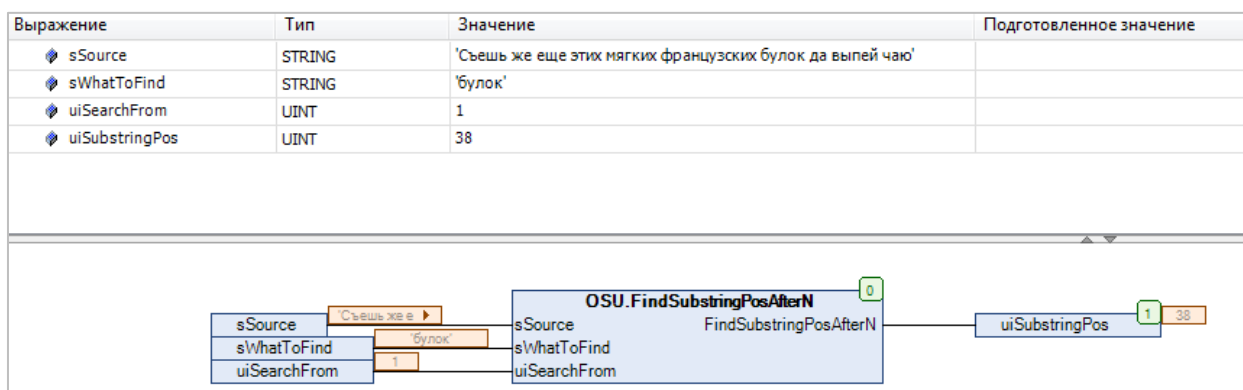 Выражение Тип Значение Подготовленное значение
sSource STRING 'Съешь же еще этих мягких французских булок да выпей чаю'
sWhatToFind STRING 'булок'
uiSearchFrom UINT 1
uiSubstringPos UINT 38
0
OSU.FindSubstringPosAfterN
sSource 'Съешь же е sSource FindSubstringPosAfterN uiSubstringPos 1 38
sWhatToFind 'булок' sWhatToFind
uiSearchFrom 1 uiSearchFrom